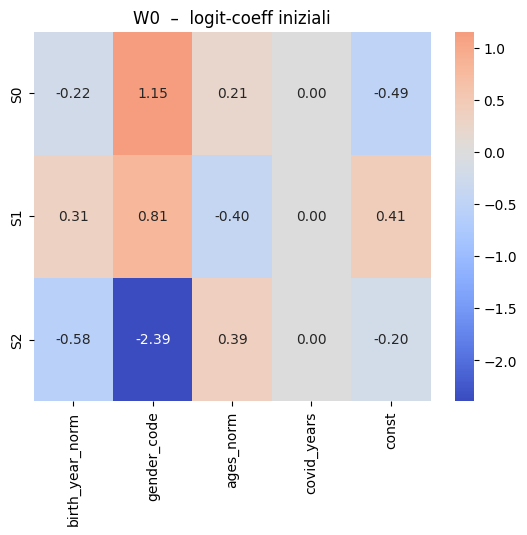 W0 – logit-coeff iniziali
S0 -0.22 1.15 0.21 0.00 -0.49
S1 0.31 0.81 -0.40 0.00 0.41
S2 -0.58 -2.39 0.39 0.00 -0.20
birth_year_norm
gender_code
ages_norm
covid_years
const
1.0
0.5
0.0
−0.5
−1.0
−1.5
−2.0